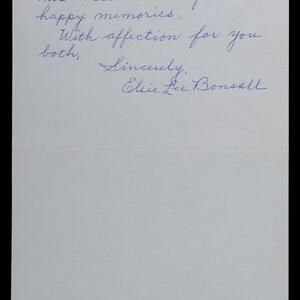 happy memories.
With affection for you
both,
Sincerely,
Elsie Lee Bonsall